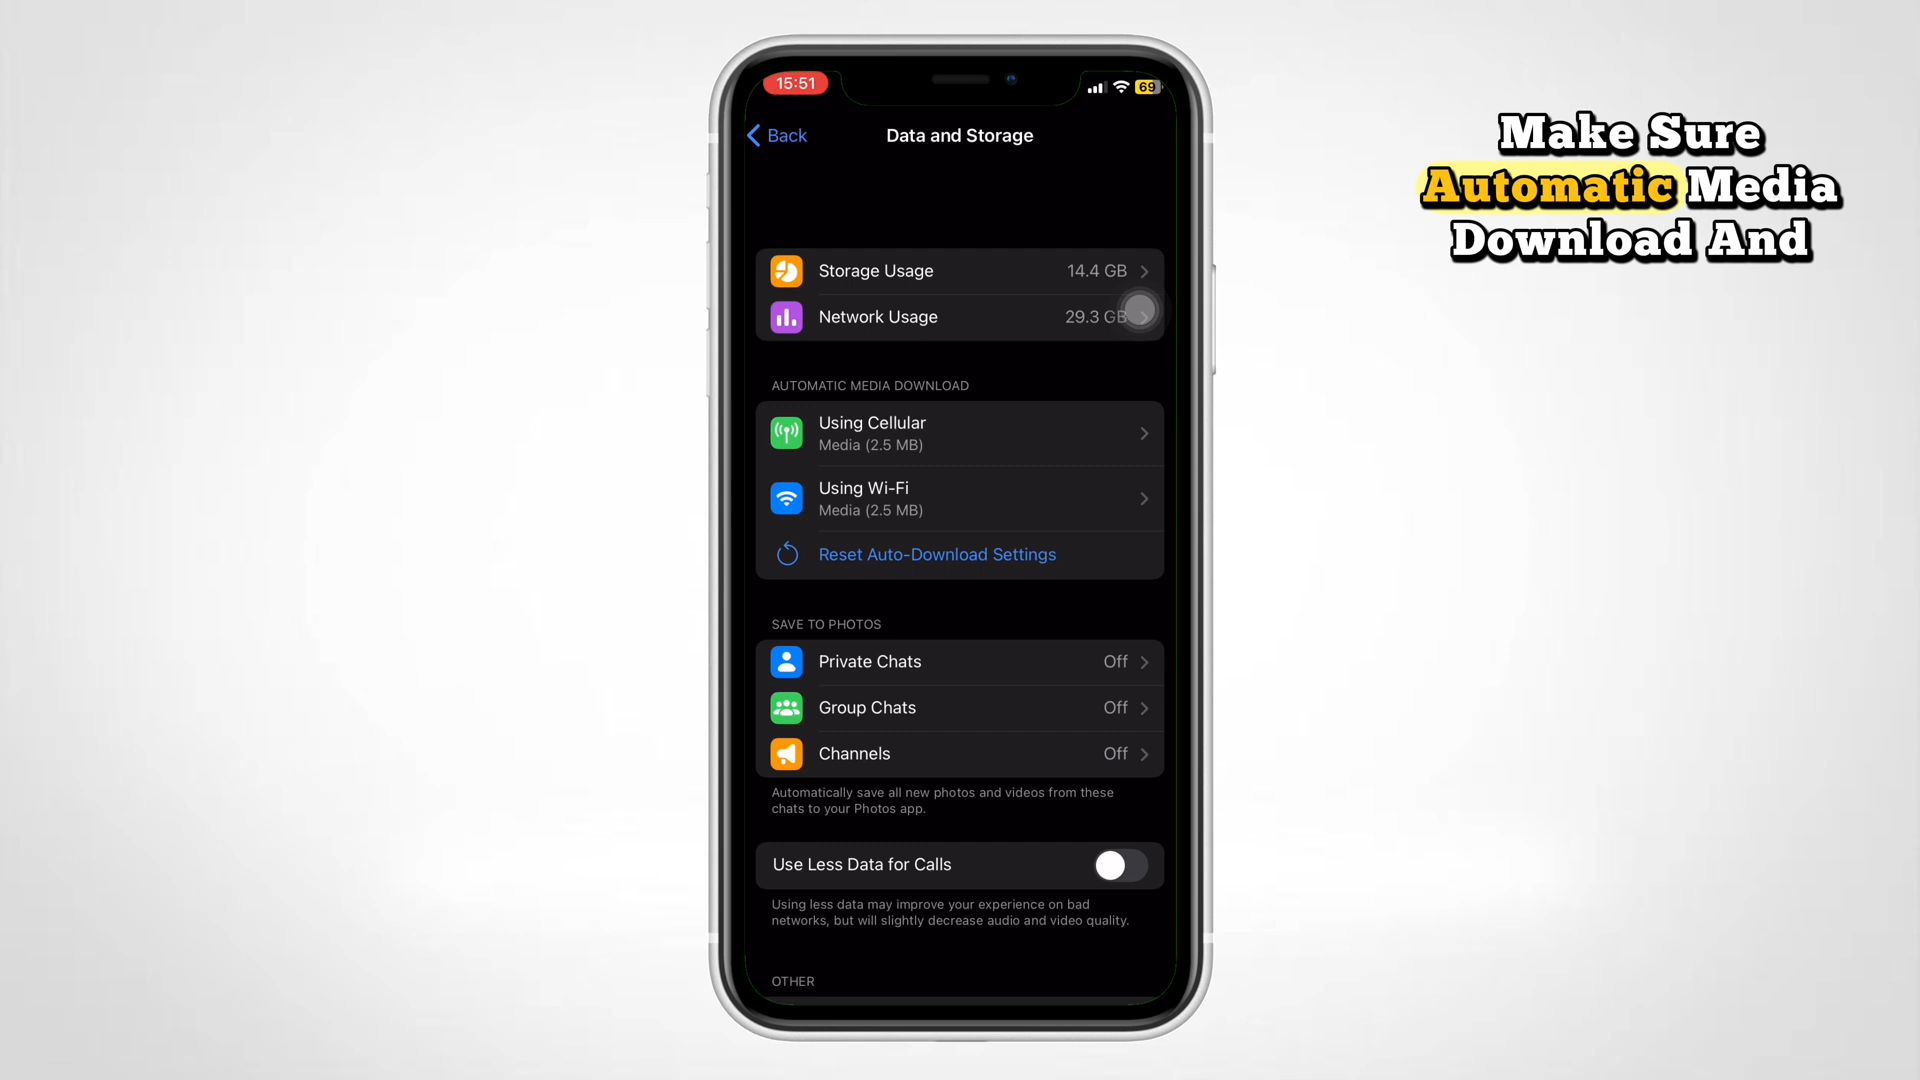 15:51
69
Back
Data and Storage
Make Sure
Automatic Media
Download And
Storage Usage 14.4 GB
Network Usage 29.3 GB
AUTOMATIC MEDIA DOWNLOAD
Using Cellular
Media (2.5 MB)
Using Wi-Fi
Media (2.5 MB)
Reset Auto-Download Settings
SAVE TO PHOTOS
Private Chats Off
Group Chats Off
Channels Off
Automatically save all new photos and videos from these
chats to your Photos app.
Use Less Data for Calls
Using less data may improve your experience on bad
networks, but will slightly decrease audio and video quality.
OTHER